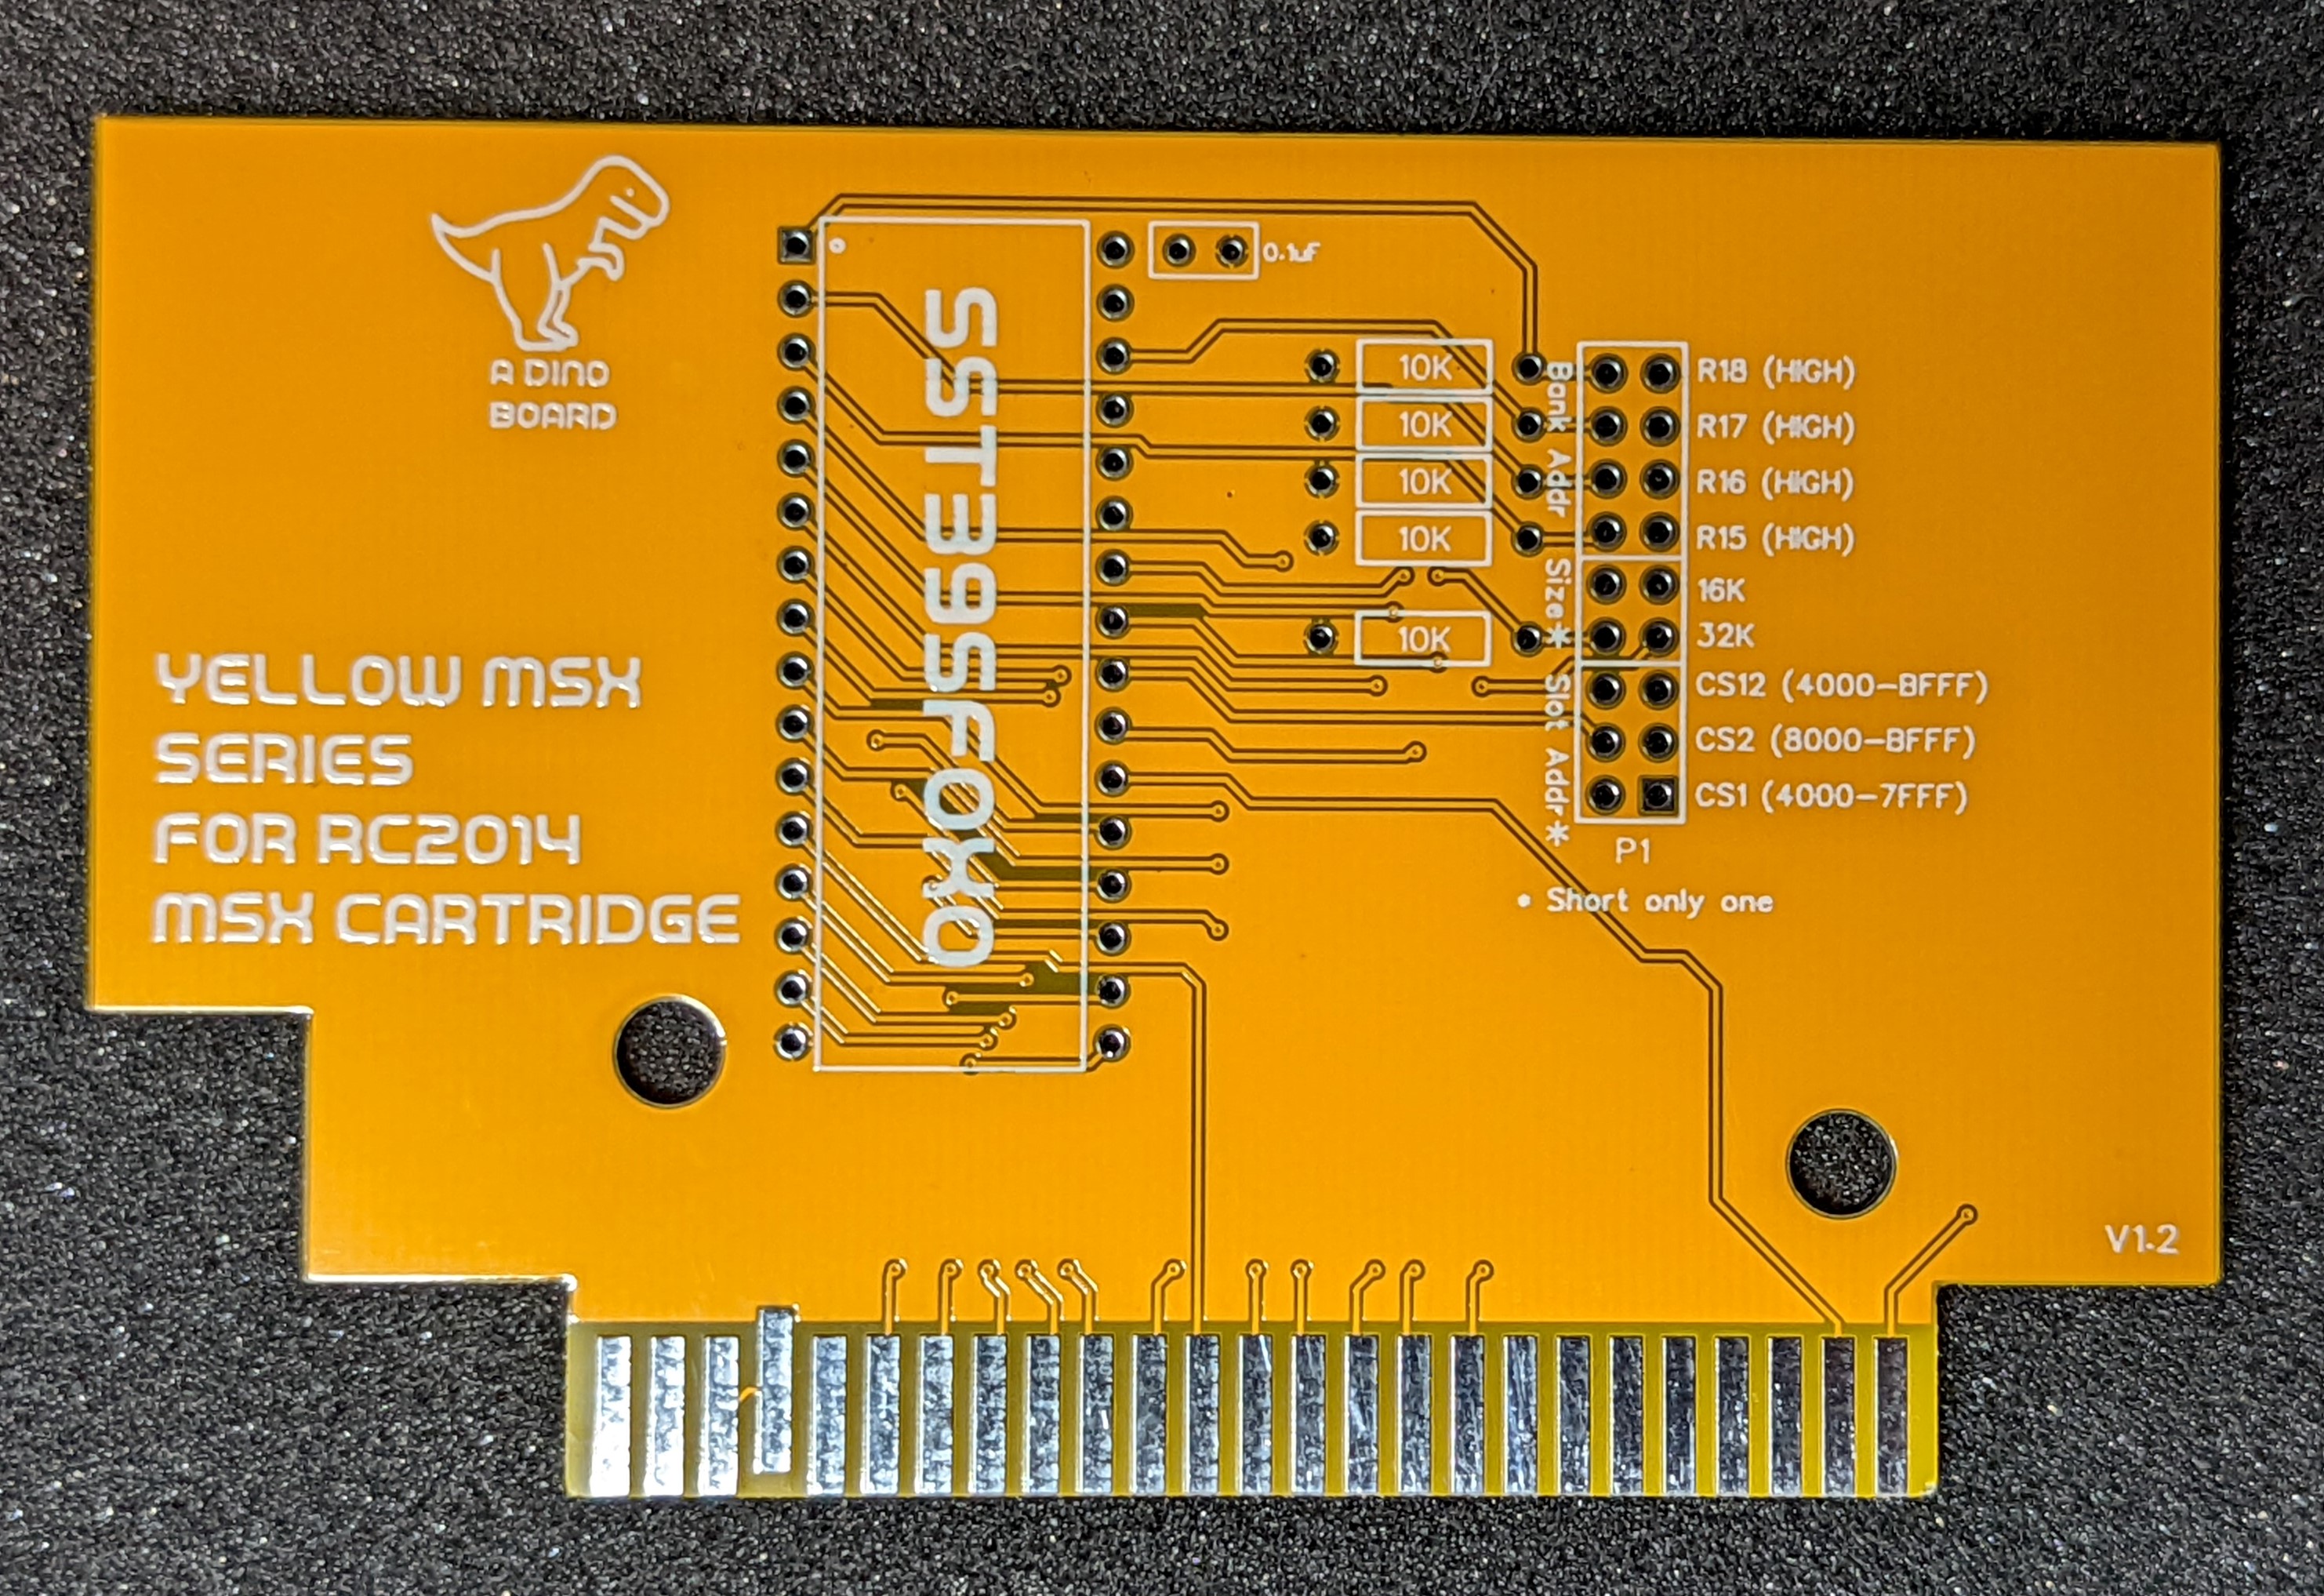 A DINO
BOARD
YELLOW MSX
SERIES
FOR RC2014
MSX CARTRIDGE
SST39SF0X0
0.1uF
10K
10K
10K
10K
10K
Bank Addr
Size*
Slot Addr*
R18 (HIGH)
R17 (HIGH)
R16 (HIGH)
R15 (HIGH)
16K
32K
CS12 (4000-BFFF)
CS2 (8000-BFFF)
CS1 (4000-7FFF)
P1
* Short only one
V1.2